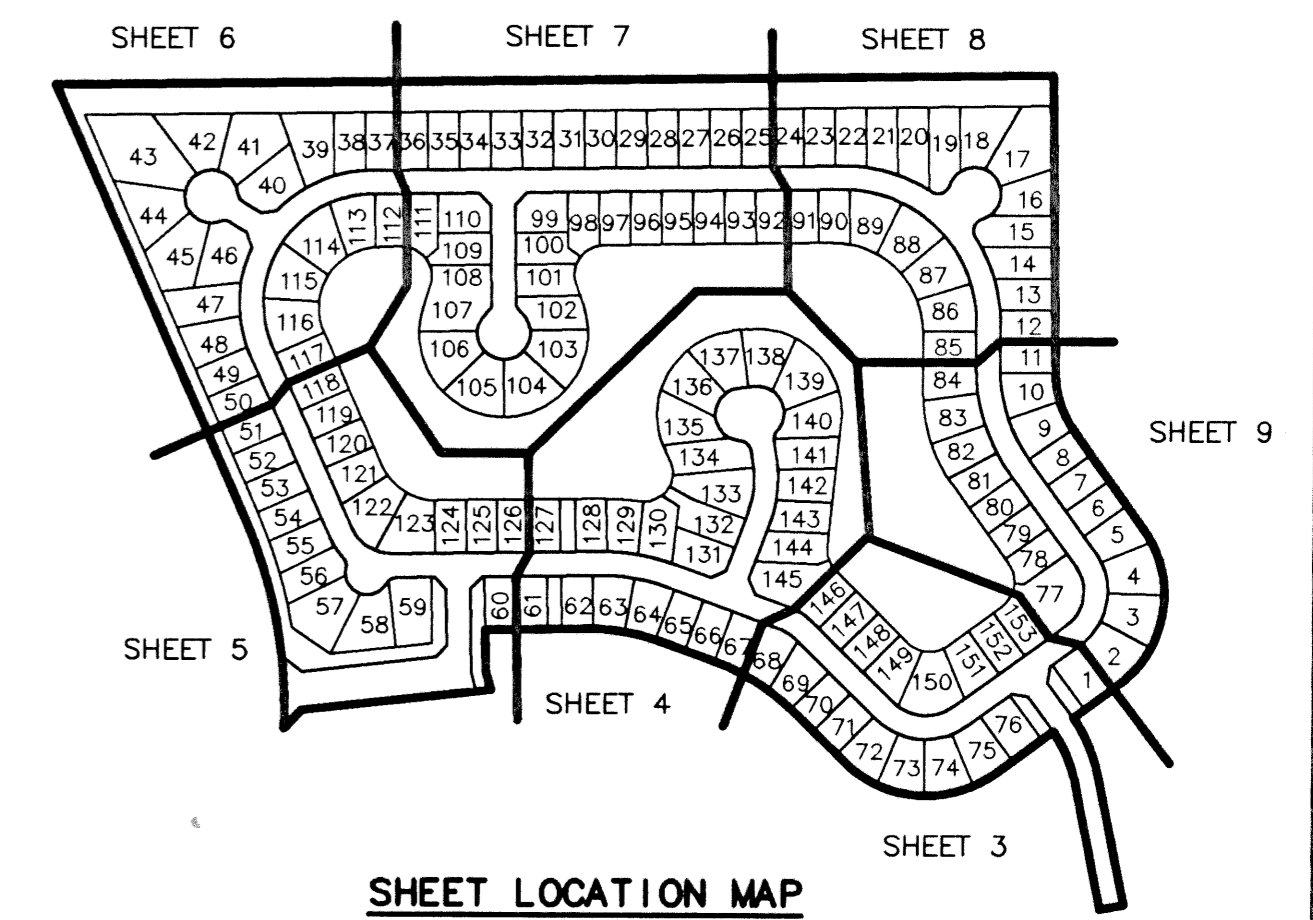 SHEET 6 SHEET 7 SHEET 8
43 42 41 40 39 38 37 36 35 34 33 32 31 30 29 28 27 26 25 24 23 22 21 20 19 18 17
44 45 46 47 48 49 50
16 15 14 13 12
113 112 111 110 99 98 97 96 95 94 93 92 91 90 89 88 87 86 85
114 115 116 117
109 108 107 106 105 104 103 102 101 100
11 10 9 8 7 6 5 4 3 2 1
SHEET 9
84 83 82 81 80 79 78 77
137 138 139 140 141 142 143 144 145
136 135 134 133 132 131
51 52 53 54 55 56 57 58 59
118 119 120 121 122 123 124 125 126 127 128 129 130
60 61 62 63 64 65 66 67
146 147 148 149 150 151 152 153
68 69 70 71 72 73 74 75 76
SHEET 5
SHEET 4
SHEET 3
SHEET LOCATION MAP